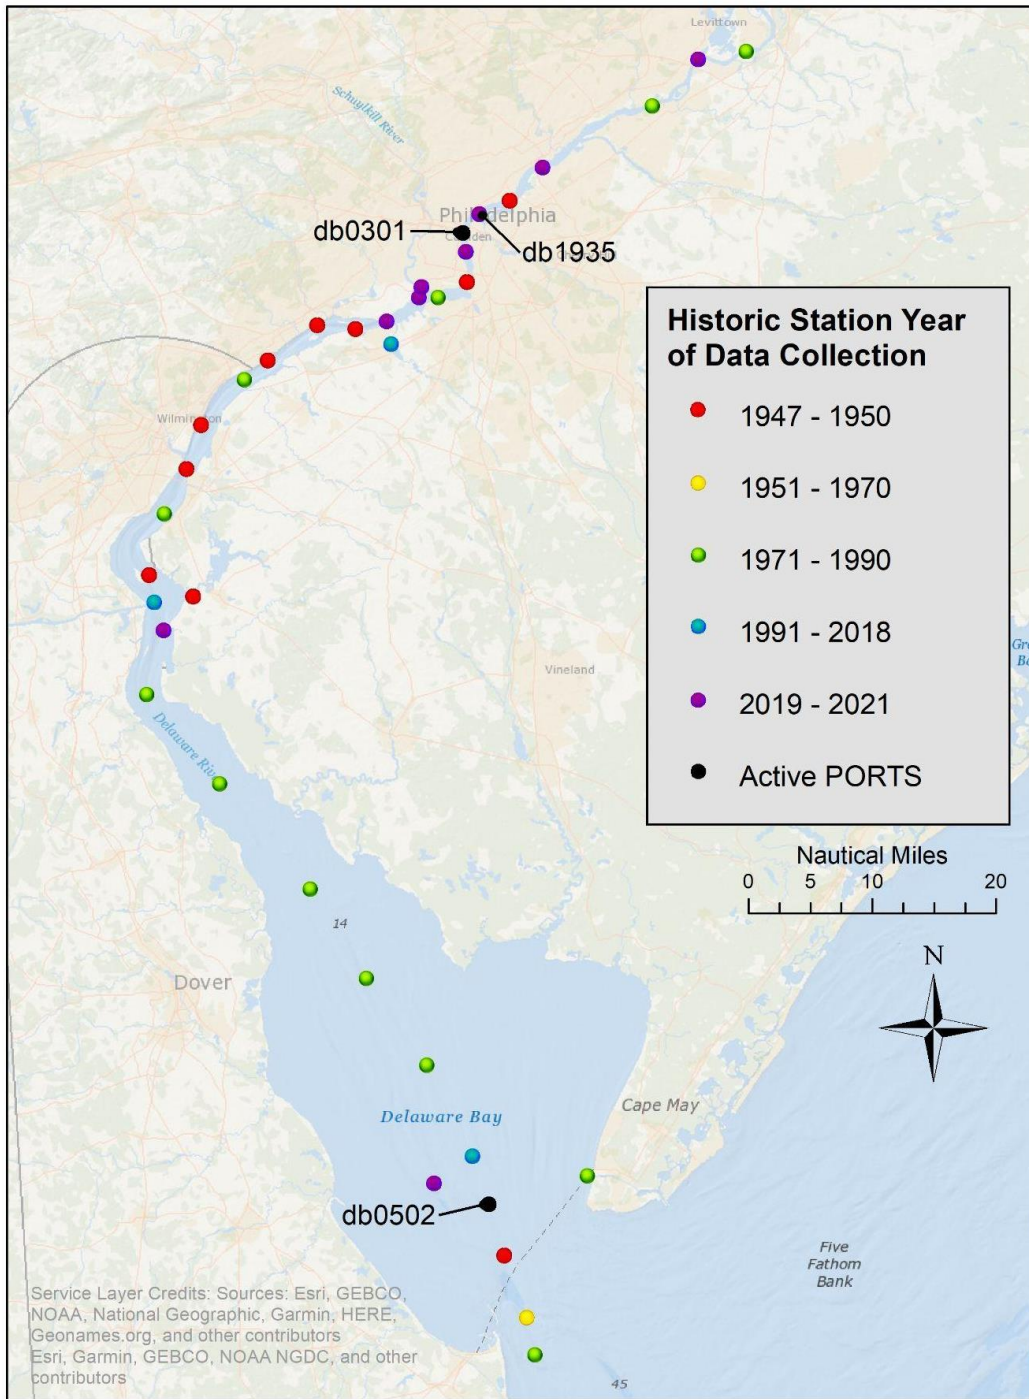 Levittown
Schuylkill River
Philadelphia
db0301
Camden
db1935
Historic Station Year
of Data Collection
1947 - 1950
1951 - 1970
1971 - 1990
1991 - 2018
2019 - 2021
Active PORTS
Wilmington
Vineland
Delaware River
Nautical Miles
0 5 10 20
14
N
Dover
Cape May
Delaware Bay
db0502
Five
Fathom
Bank
Service Layer Credits: Sources: Esri, GEBCO,
NOAA, National Geographic, Garmin, HERE,
Geonames.org, and other contributors
Esri, Garmin, GEBCO, NOAA NGDC, and other
contributors
45